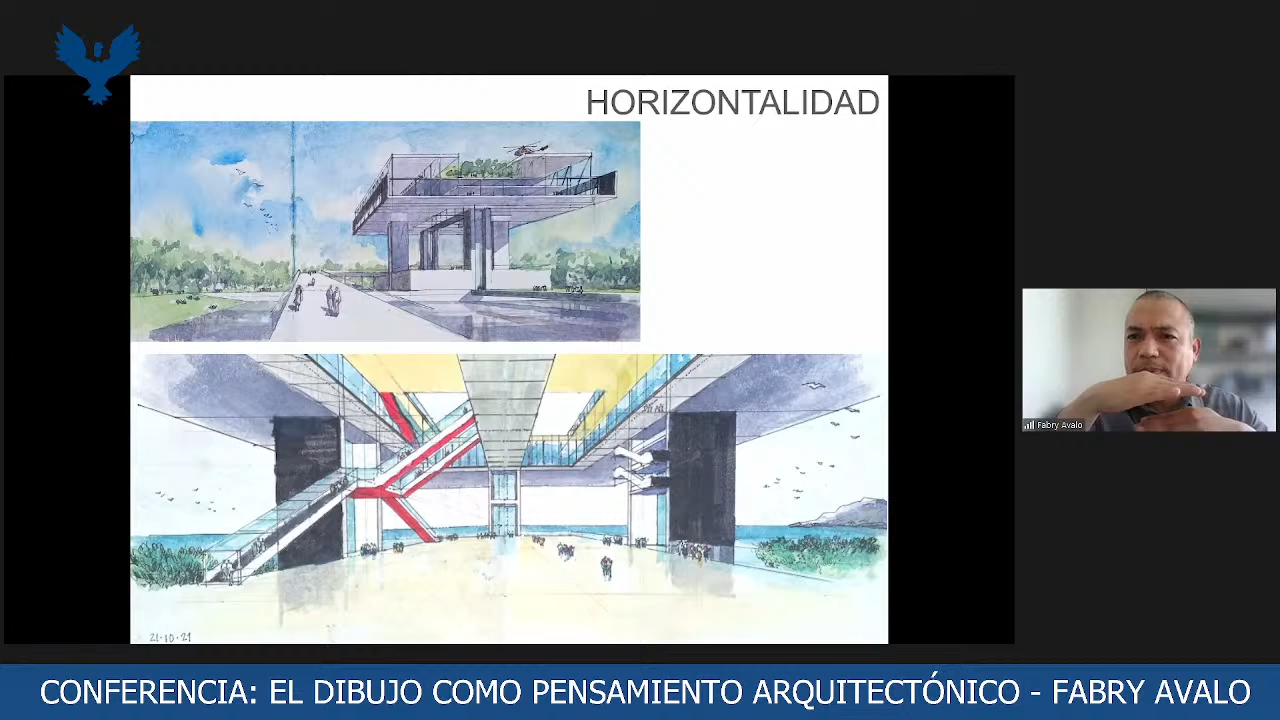 HORIZONTALIDAD
21·10·21
Fabry Avalo
CONFERENCIA: EL DIBUJO COMO PENSAMIENTO ARQUITECTÓNICO - FABRY AVALO